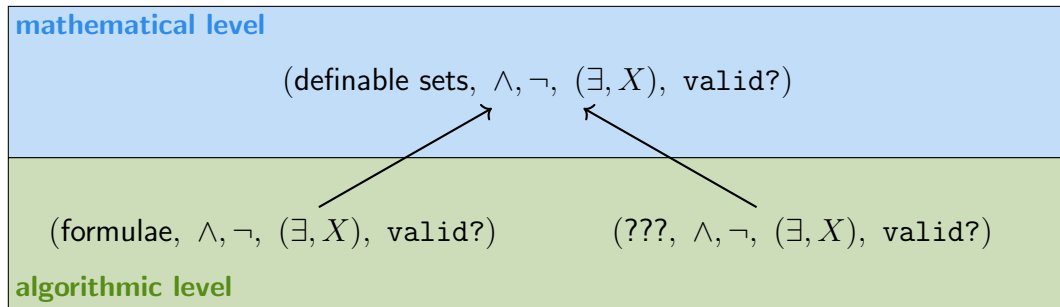 mathematical level
(definable sets, ∧, ¬, (∃, X), valid?)
(formulae, ∧, ¬, (∃, X), valid?)
(???, ∧, ¬, (∃, X), valid?)
algorithmic level